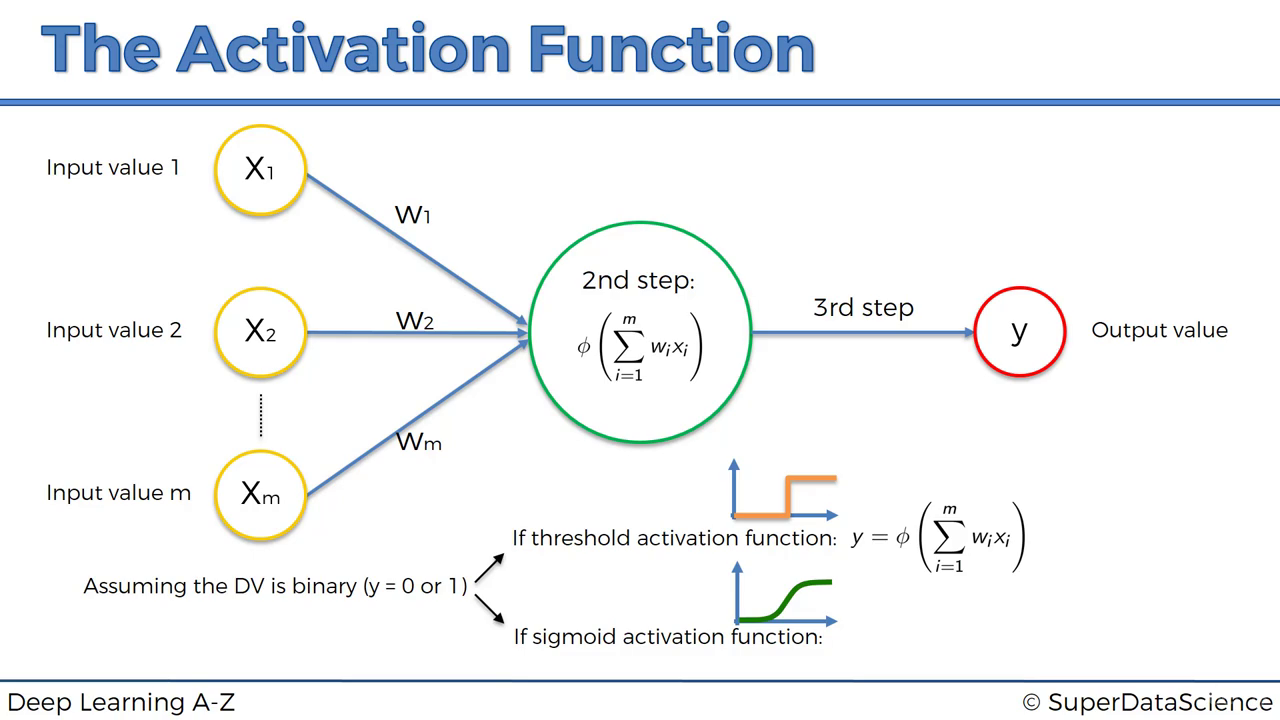 The Activation Function
Input value 1
X₁
w₁
2nd step:
ϕ(∑ᵢ₌₁ᵐ wᵢxᵢ)
Input value 2
X₂
w₂
3rd step
y
Output value
Input value m
Xm
wm
If threshold activation function: y = ϕ(∑ᵢ₌₁ᵐ wᵢxᵢ)
Assuming the DV is binary (y = 0 or 1)
If sigmoid activation function:
Deep Learning A-Z
© SuperDataScience